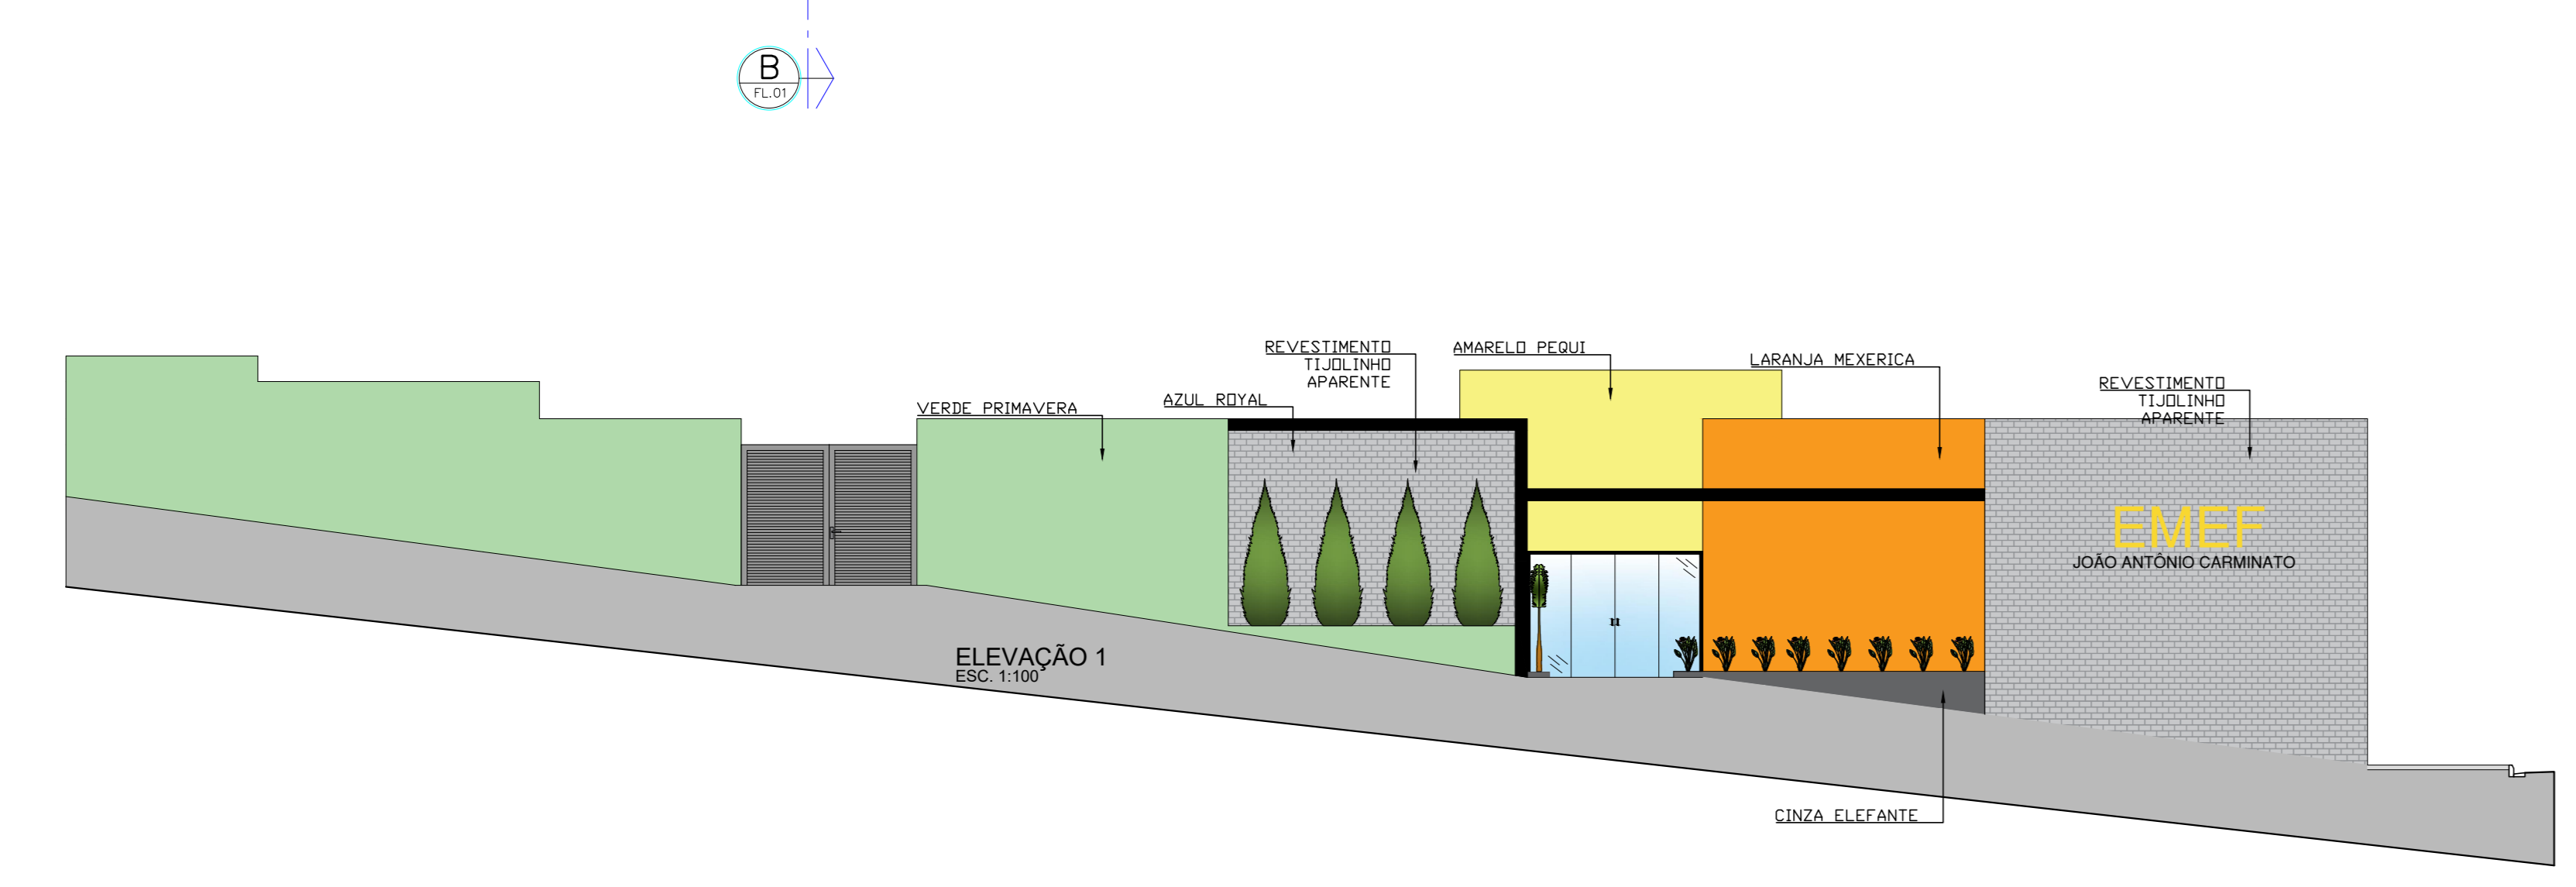 B
FL.01
REVESTIMENTO
TIJOLINHO
APARENTE
AMARELO PEQUI
LARANJA MEXERICA
REVESTIMENTO
TIJOLINHO
APARENTE
AZUL ROYAL
VERDE PRIMAVERA
EMEF
JOÃO ANTÔNIO CARMINATO
ELEVAÇÃO 1
ESC. 1:100
CINZA ELEFANTE